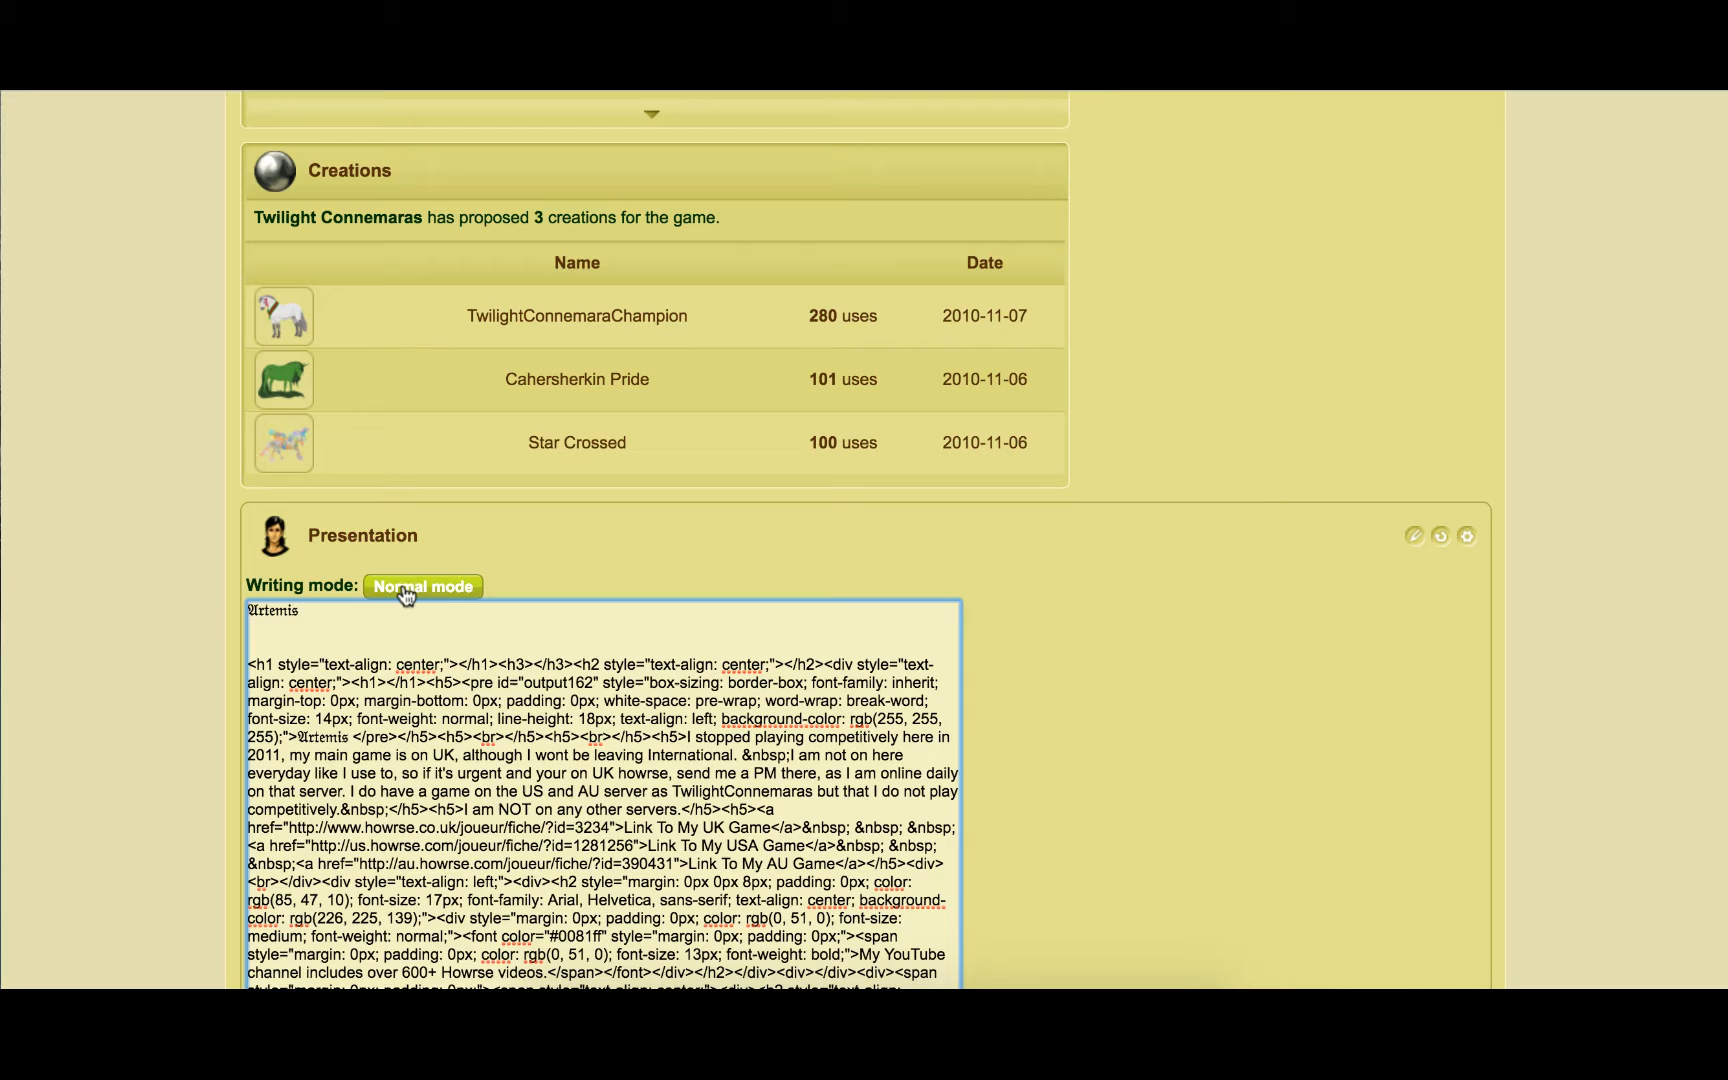 Creations
Twilight Connemaras has proposed 3 creations for the game.
Name Date
TwilightConnemaraChampion 280 uses 2010-11-07
Cahersherkin Pride 101 uses 2010-11-06
Star Crossed 100 uses 2010-11-06
Presentation
Writing mode: Normal mode
𝔄𝔯𝔱𝔢𝔪𝔦𝔰
<h1 style="text-align: center;"></h1><h3></h3><h2 style="text-align: center;"></h2><div style="text-
align: center;"><h1></h1><h5><pre id="output162" style="box-sizing: border-box; font-family: inherit;
margin-top: 0px; margin-bottom: 0px; padding: 0px; white-space: pre-wrap; word-wrap: break-word;
font-size: 14px; font-weight: normal; line-height: 18px; text-align: left; background-color: rgb(255, 255,
255);">𝔄𝔯𝔱𝔢𝔪𝔦𝔰 </pre></h5><h5><br></h5><h5><br></h5><h5>I stopped playing competitively here in
2011, my main game is on UK, although I wont be leaving International. &nbsp;I am not on here
everyday like I use to, so if it's urgent and your on UK howrse, send me a PM there, as I am online daily
on that server. I do have a game on the US and AU server as TwilightConnemaras but that I do not play
competitively.&nbsp;</h5><h5>I am NOT on any other servers.</h5><h5><a
href="http://www.howrse.co.uk/joueur/fiche/?id=3234">Link To My UK Game</a>&nbsp; &nbsp; &nbsp;
<a href="http://us.howrse.com/joueur/fiche/?id=1281256">Link To My USA Game</a>&nbsp; &nbsp;
&nbsp;<a href="http://au.howrse.com/joueur/fiche/?id=390431">Link To My AU Game</a></h5><div>
<br></div><div style="text-align: left;"><div><h2 style="margin: 0px 0px 8px; padding: 0px; color:
rgb(85, 47, 10); font-size: 17px; font-family: Arial, Helvetica, sans-serif; text-align: center; background-
color: rgb(226, 225, 139);"><div style="margin: 0px; padding: 0px; color: rgb(0, 51, 0); font-size:
medium; font-weight: normal;"><font color="#0081ff" style="margin: 0px; padding: 0px;"><span
style="margin: 0px; padding: 0px; color: rgb(0, 51, 0); font-size: 13px; font-weight: bold;">My YouTube
channel includes over 600+ Howrse videos.</span></font></div></h2></div><div></div><div><span